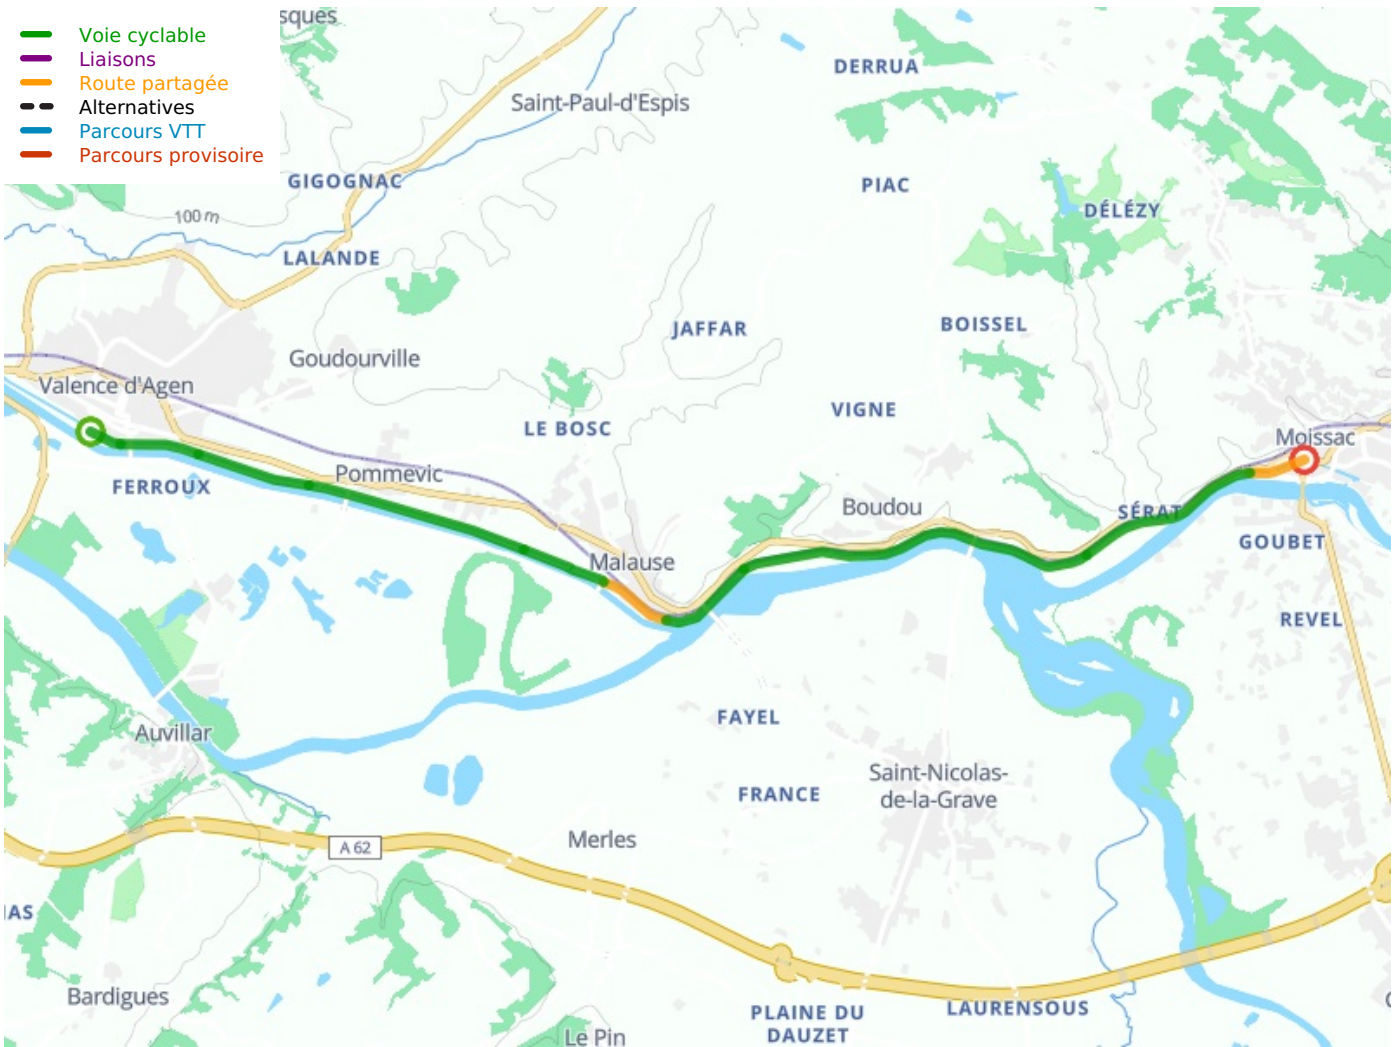 Voie cyclable
Liaisons
Route partagée
Alternatives
Parcours VTT
Parcours provisoire
sques
DERRUA
Saint-Paul-d'Espis
GIGOGNAC
PIAC
DÉLÉZY
100 m
LALANDE
JAFFAR
BOISSEL
Goudourville
Valence d'Agen
VIGNE
LE BOSC
Moissac
Pommevic
FERROUX
Boudou
SÉRAT
GOUBET
Malause
REVEL
FAYEL
Auvillar
Saint-Nicolas-
de-la-Grave
FRANCE
Merles
A 62
IAS
Bardigues
PLAINE DU
DAUZET
LAURENSOUS
Le Pin